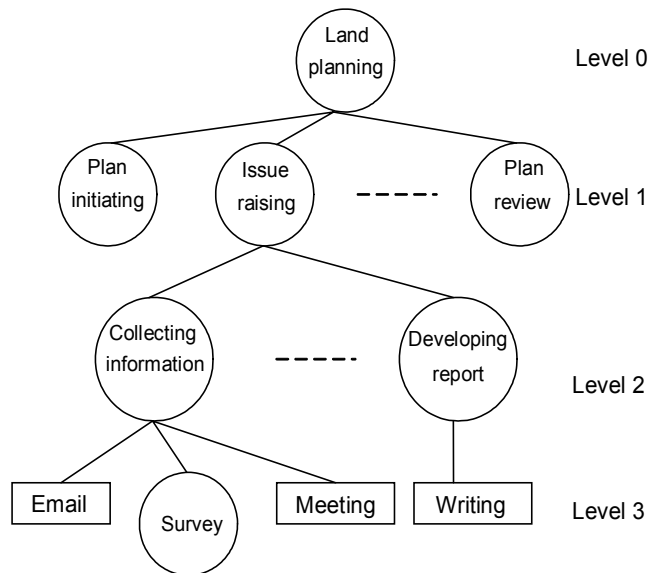 Land
planning
Level 0
Plan
initiating
Issue
raising
Plan
review
Level 1
Collecting
information
Developing
report
Level 2
Email
Survey
Meeting
Writing
Level 3